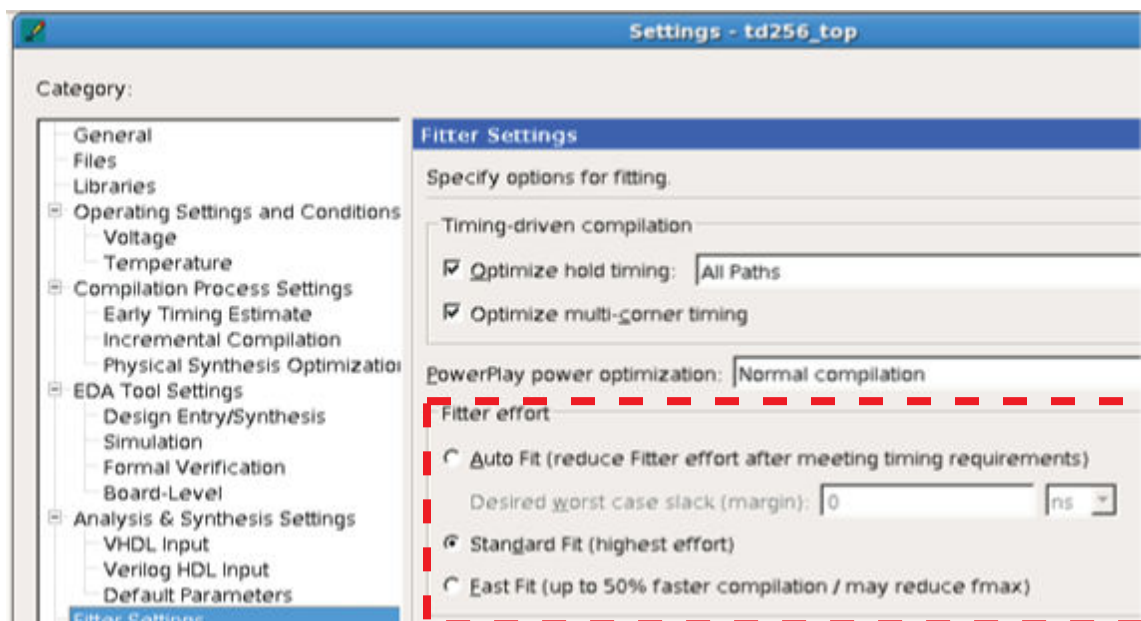 Settings - td256_top
Category:
General
Files
Libraries
Operating Settings and Conditions
Voltage
Temperature
Compilation Process Settings
Early Timing Estimate
Incremental Compilation
Physical Synthesis Optimizatio
EDA Tool Settings
Design Entry/Synthesis
Simulation
Formal Verification
Board-Level
Analysis & Synthesis Settings
VHDL Input
Verilog HDL Input
Default Parameters
Fitter Settings
Fitter Settings
Specify options for fitting.
Timing-driven compilation
Optimize hold timing: All Paths
Optimize multi-corner timing
PowerPlay power optimization: Normal compilation
Fitter effort
Auto Fit (reduce Fitter effort after meeting timing requirements)
Desired worst case slack (margin): 0 ns
Standard Fit (highest effort)
Fast Fit (up to 50% faster compilation / may reduce fmax)